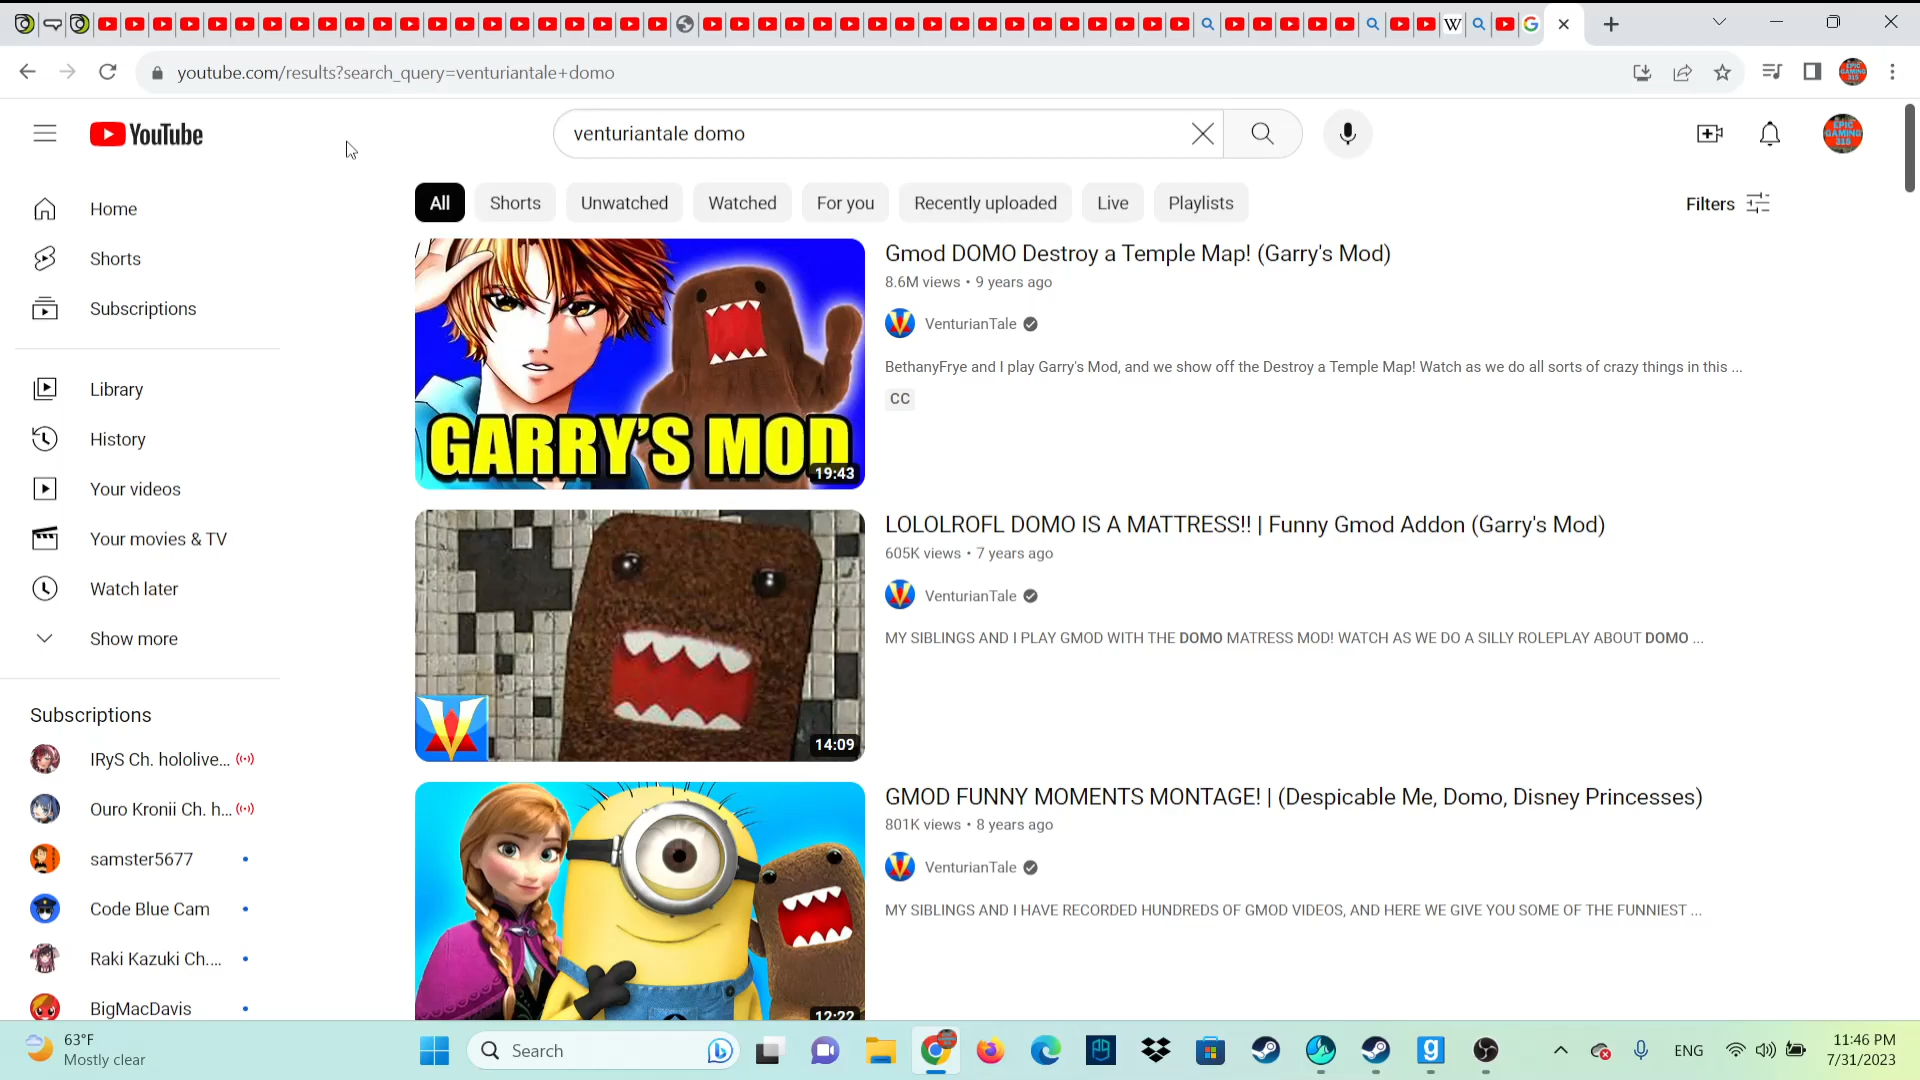 youtube.com/results?search_query=venturiantale+domo
YouTube
venturiantale domo
Home
Shorts
Subscriptions
Library
History
Your videos
Your movies & TV
Watch later
Show more
Subscriptions
IRyS Ch. hololive...
Ouro Kronii Ch. h...
samster5677
Code Blue Cam
Raki Kazuki Ch....
BigMacDavis
All
Shorts
Unwatched
Watched
For you
Recently uploaded
Live
Playlists
Filters
GARRY'S MOD
19:43
Gmod DOMO Destroy a Temple Map! (Garry's Mod)
8.6M views • 9 years ago
VenturianTale
BethanyFrye and I play Garry's Mod, and we show off the Destroy a Temple Map! Watch as we do all sorts of crazy things in this ...
CC
14:09
LOLOLROFL DOMO IS A MATTRESS!! | Funny Gmod Addon (Garry's Mod)
605K views • 7 years ago
VenturianTale
MY SIBLINGS AND I PLAY GMOD WITH THE DOMO MATRESS MOD! WATCH AS WE DO A SILLY ROLEPLAY ABOUT DOMO ...
12:22
GMOD FUNNY MOMENTS MONTAGE! | (Despicable Me, Domo, Disney Princesses)
801K views • 8 years ago
VenturianTale
MY SIBLINGS AND I HAVE RECORDED HUNDREDS OF GMOD VIDEOS, AND HERE WE GIVE YOU SOME OF THE FUNNIEST ...
63°F
Mostly clear
Search
ENG
11:46 PM
7/31/2023